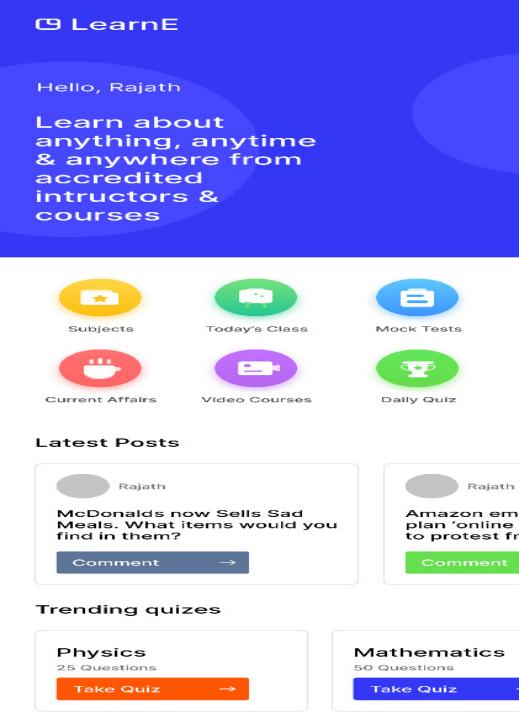 LearnE
Hello, Rajath
Learn about
anything, anytime
& anywhere from
accredited
intructors &
courses
Subjects
Today's Class
Mock Tests
Current Affairs
Video Courses
Daily Quiz
Latest Posts
Rajath
McDonalds now Sells Sad
Meals. What items would you
find in them?
Comment →
Rajath
Amazon em
plan ‘online
to protest fr
Comment
Trending quizes
Physics
25 Questions
Take Quiz →
Mathematics
50 Questions
Take Quiz